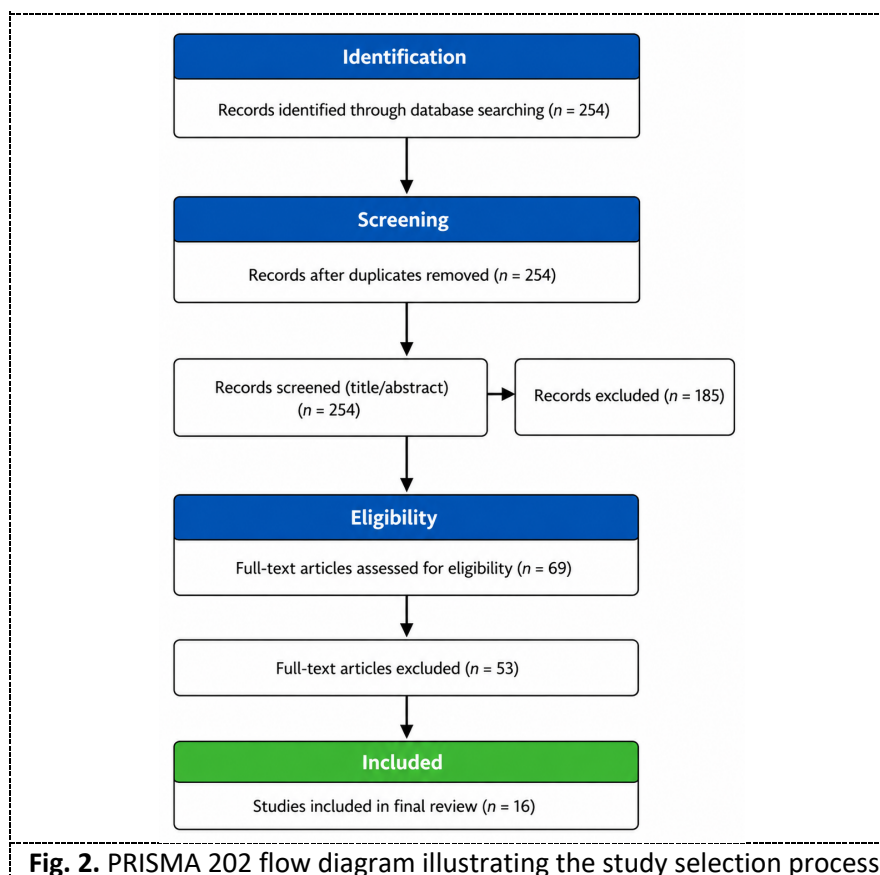 Identification
Records identified through database searching (n = 254)
Screening
Records after duplicates removed (n = 254)
Records screened (title/abstract)
(n = 254)
Records excluded (n = 185)
Eligibility
Full-text articles assessed for eligibility (n = 69)
Full-text articles excluded (n = 53)
Included
Studies included in final review (n = 16)
Fig. 2. PRISMA 202 flow diagram illustrating the study selection process